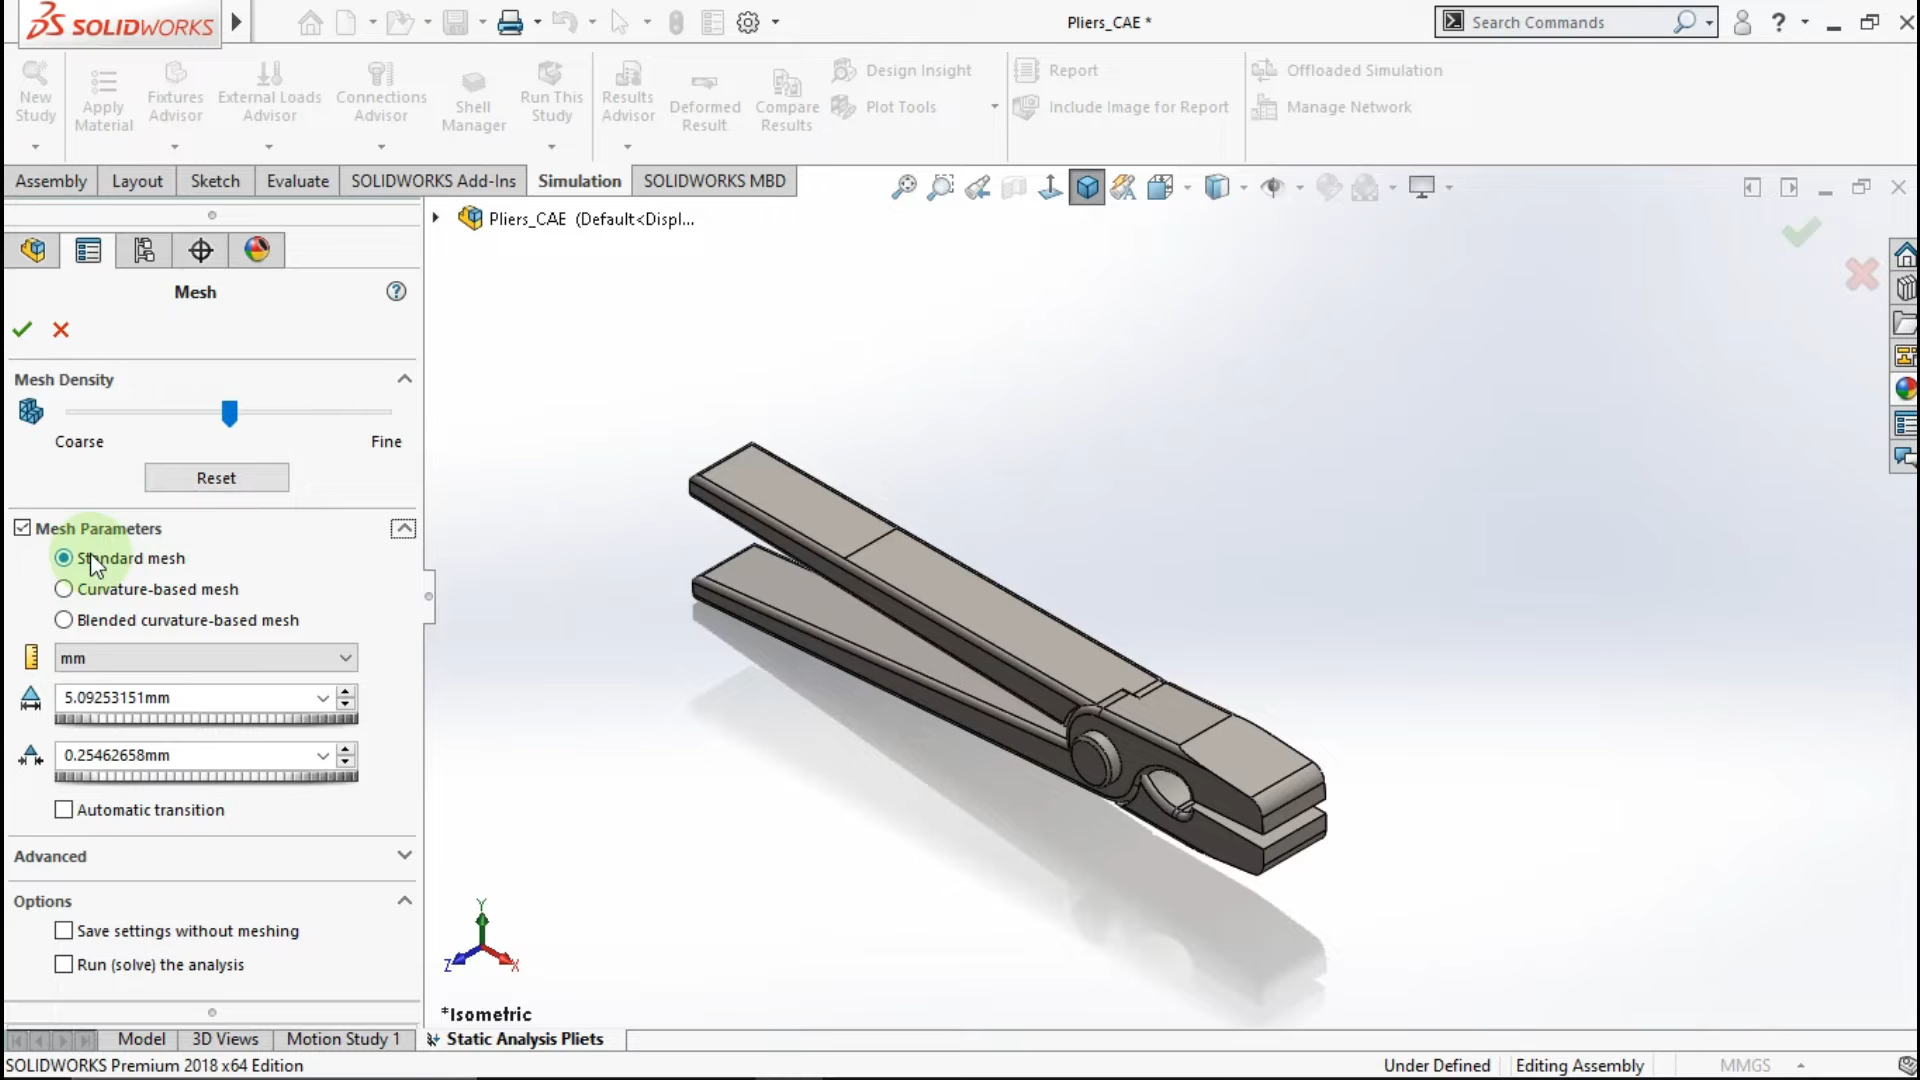 SOLIDWORKS
Pliers_CAE *
Search Commands
?
New Study
Apply Material
Fixtures Advisor
External Loads Advisor
Connections Advisor
Shell Manager
Run This Study
Results Advisor
Deformed Result
Compare Results
Design Insight
Plot Tools
Report
Include Image for Report
Offloaded Simulation
Manage Network
Assembly
Layout
Sketch
Evaluate
SOLIDWORKS Add-Ins
Simulation
SOLIDWORKS MBD
Pliers_CAE (Default<Displ...
Mesh
?
Mesh Density
Coarse
Fine
Reset
Mesh Parameters
Standard mesh
Curvature-based mesh
Blended curvature-based mesh
mm
5.09253151mm
0.25462658mm
Automatic transition
Advanced
Options
Save settings without meshing
Run (solve) the analysis
Y
Z
X
*Isometric
Model
3D Views
Motion Study 1
Static Analysis Pliets
SOLIDWORKS Premium 2018 x64 Edition
Under Defined
Editing Assembly
MMGS